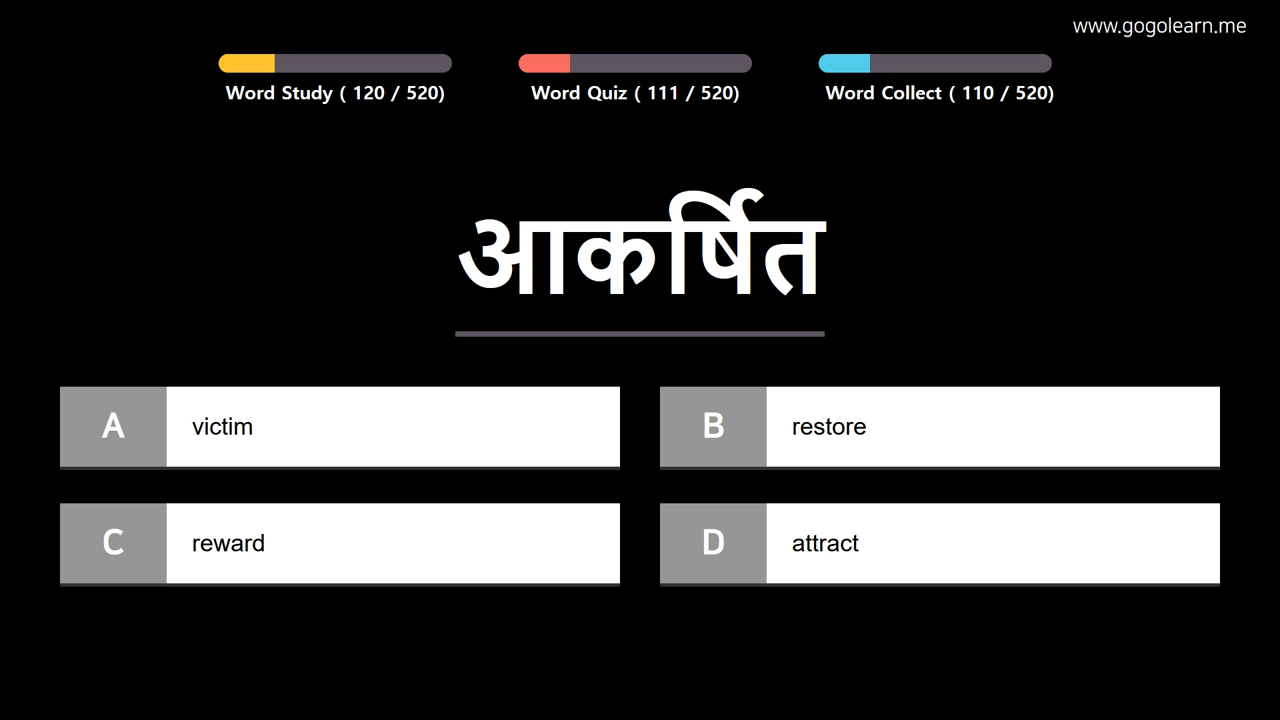 www.gogolearn.me
Word Study ( 120 / 520)
Word Quiz ( 111 / 520)
Word Collect ( 110 / 520)
आकर्षित
A victim
B restore
C reward
D attract